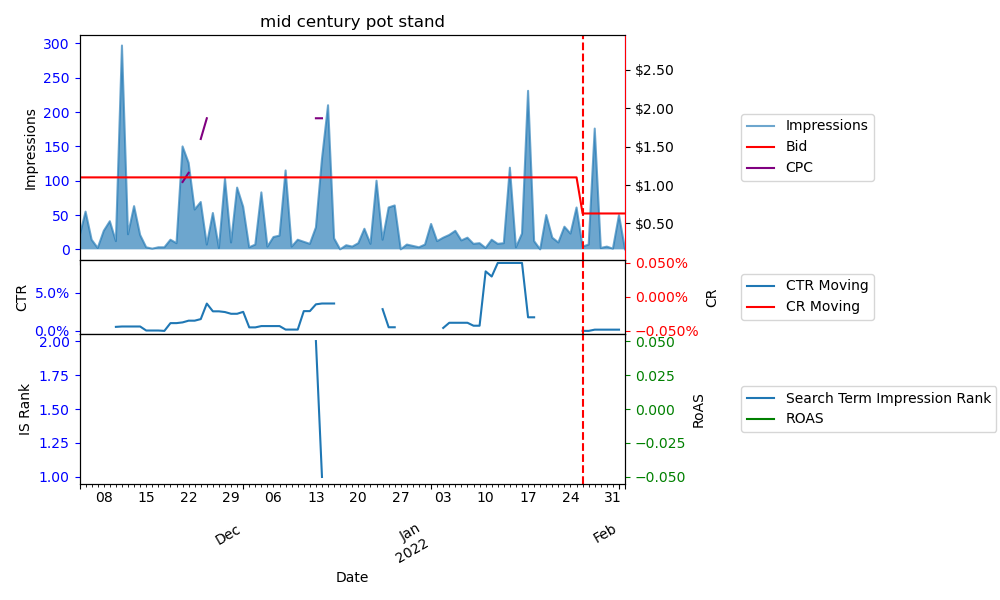 mid century pot stand
300
250
200
150
100
50
0
Impressions
$2.50
$2.00
$1.50
$1.00
$0.50
Impressions
Bid
CPC
5.0%
0.0%
CTR
0.050%
0.000%
−0.050%
CR
CTR Moving
CR Moving
2.00
1.75
1.50
1.25
1.00
IS Rank
0.050
0.025
0.000
−0.025
−0.050
RoAS
Search Term Impression Rank
ROAS
08 15 22 29 06 13 20 27 03 10 17 24 31
Dec Jan Feb
2022
Date